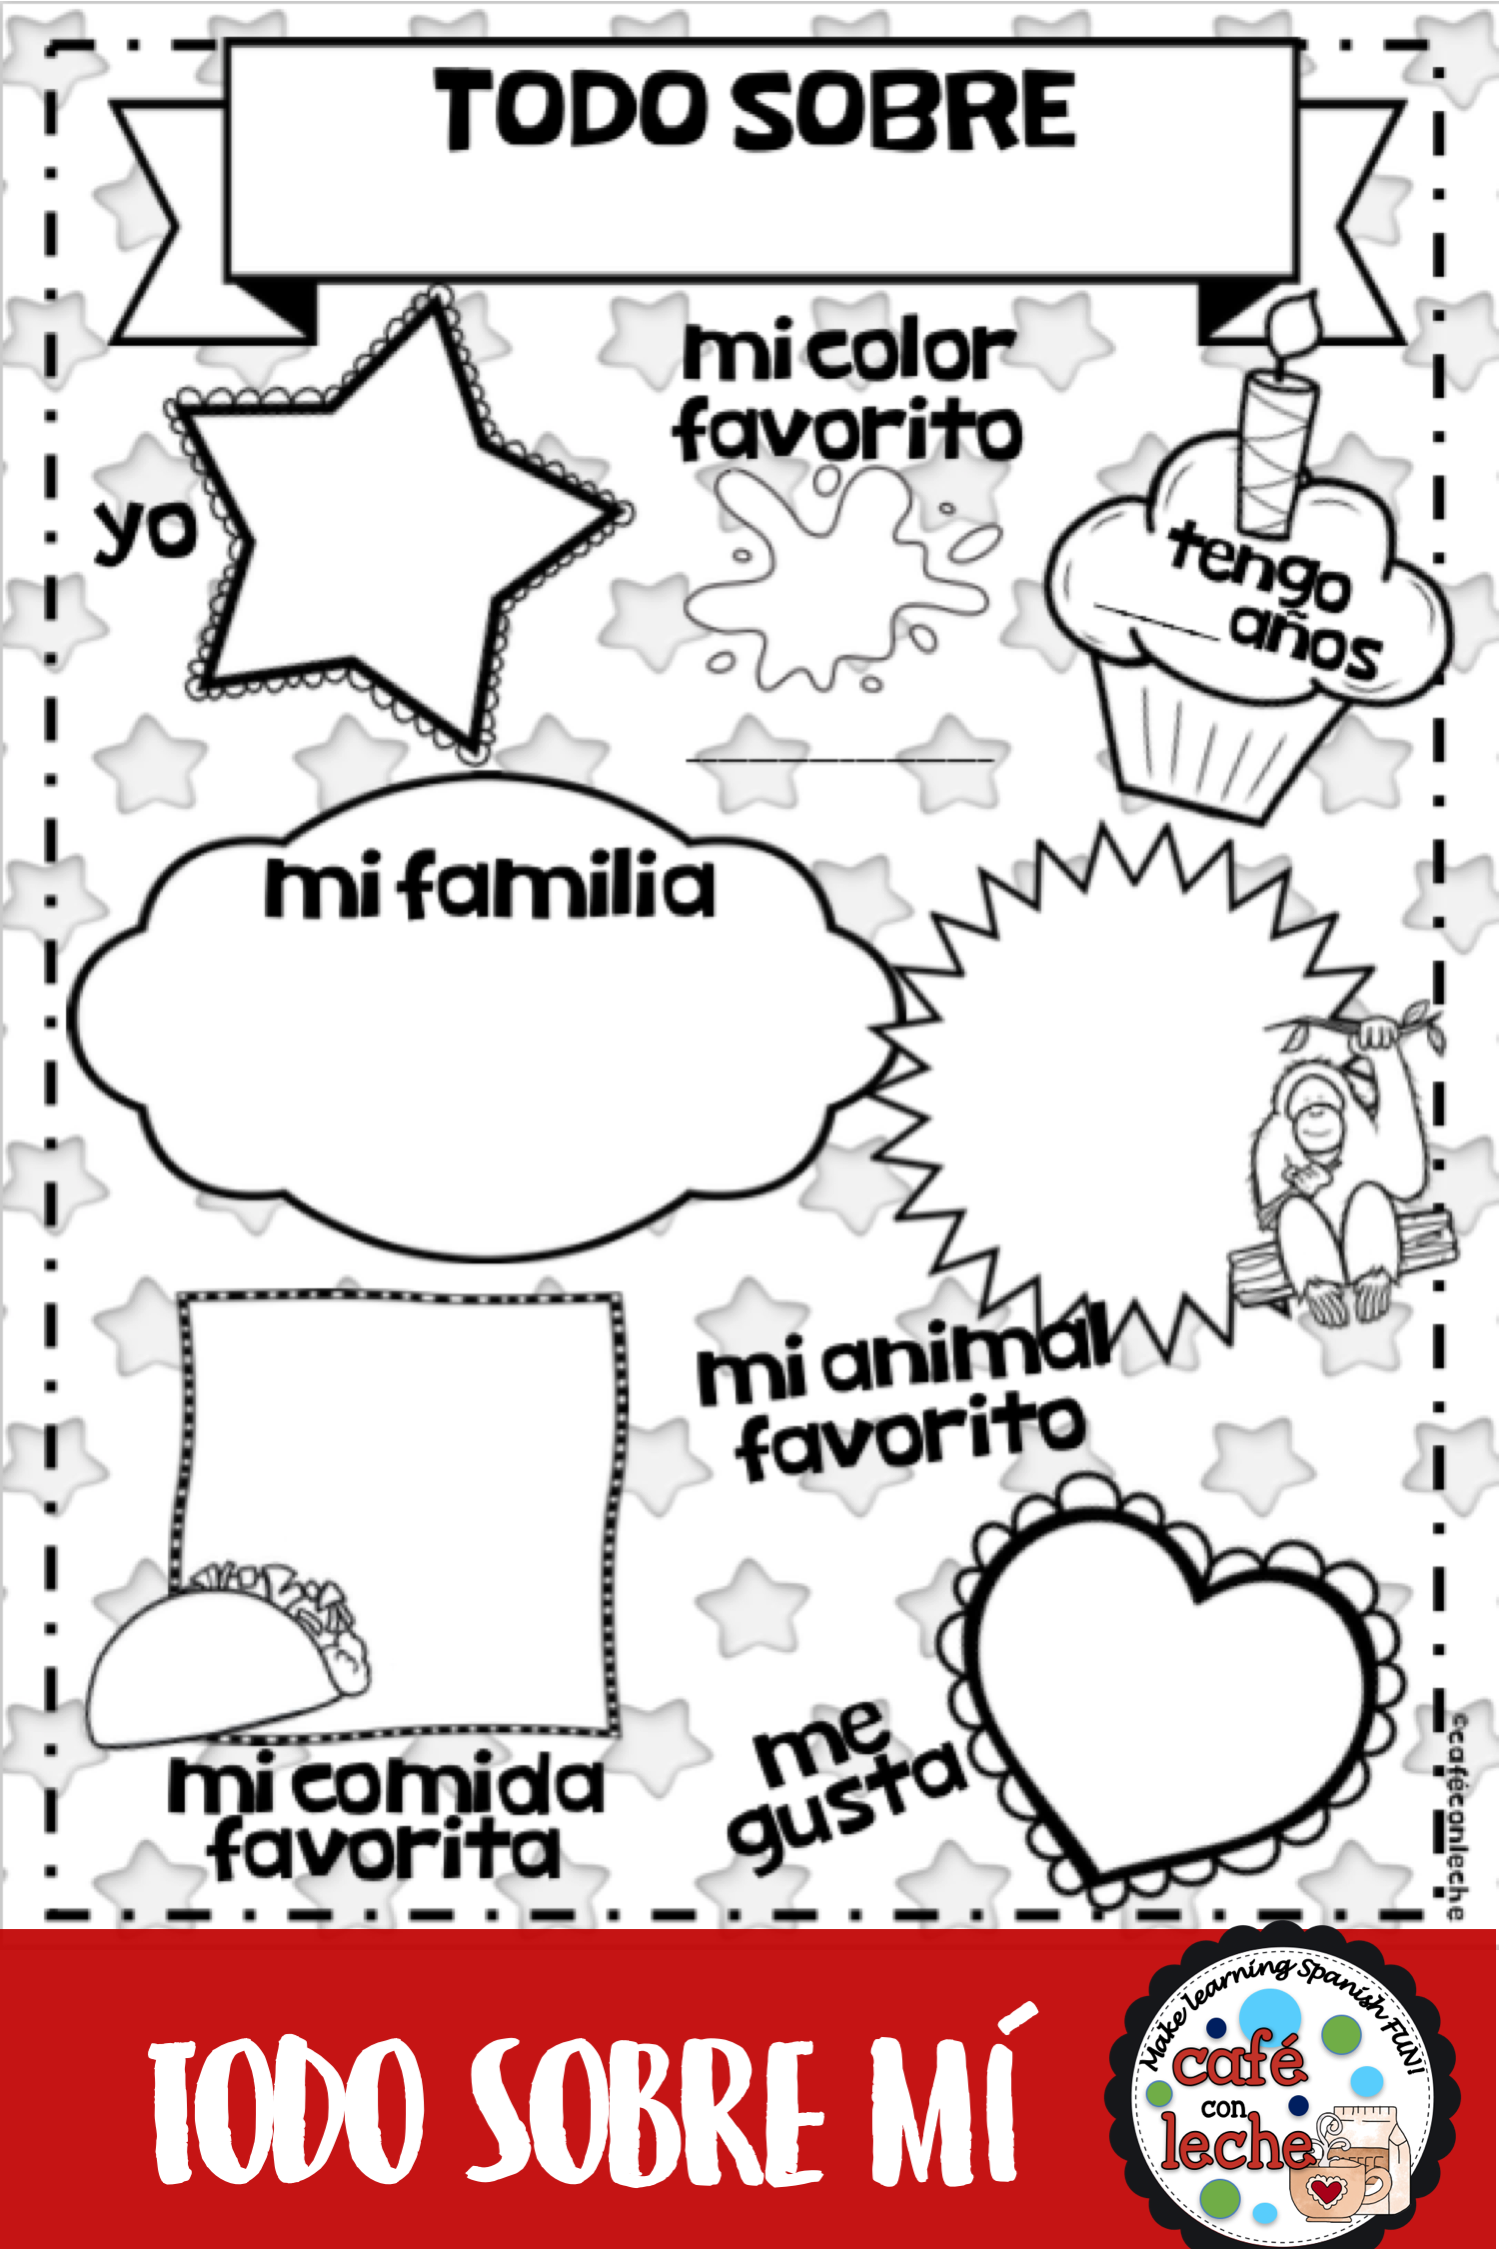 TODO SOBRE
mi color
favorito
yo
tengo
______ años
mi familia
mi animal
favorito
mi comida
favorita
me
gusta
©caféconleche
TODO SOBRE MÍ
Make learning Spanish FUN!
café
con
leche